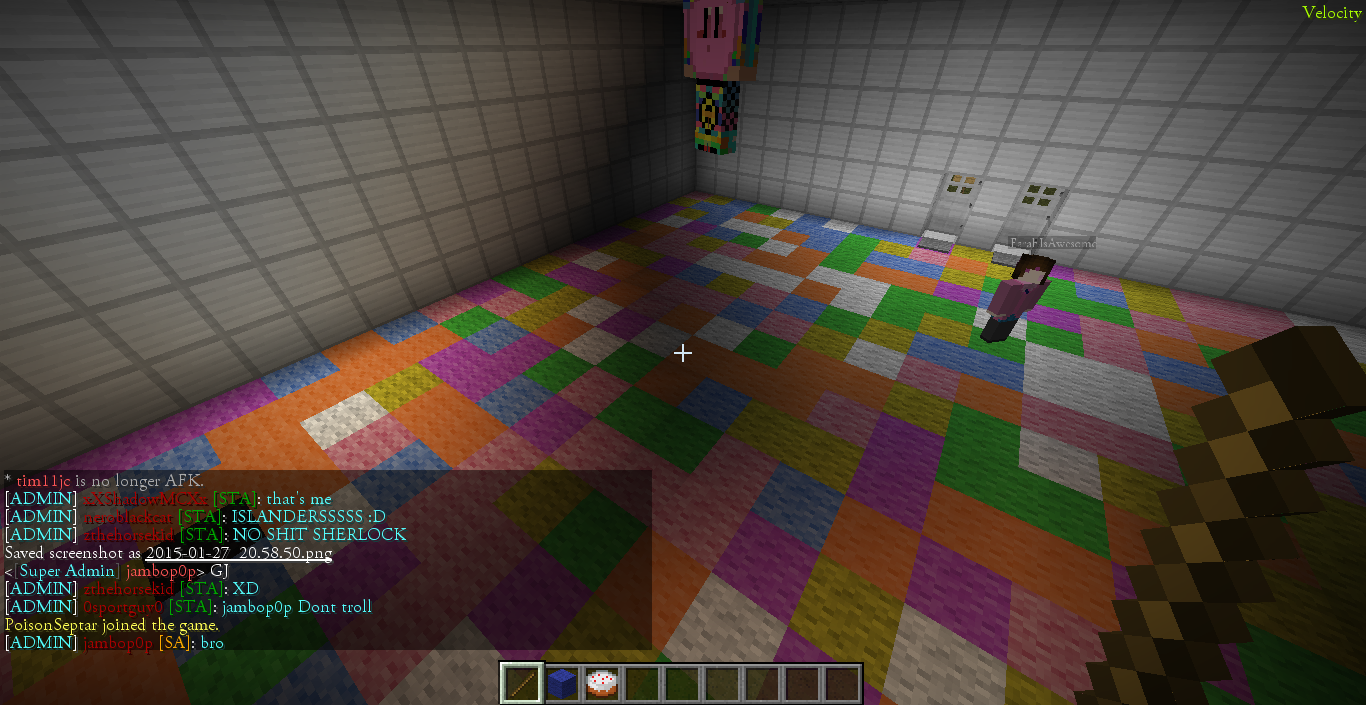 Velocity
FarahIsAwesome
* tim11jc is no longer AFK.
[ADMIN] xXShadowMCXx [STA]: that's me
[ADMIN] [STA]: ISLANDERSSSSS :D
[ADMIN] zthehorsekid [STA]: NO SHIT SHERLOCK
Saved screenshot as 2015-01-27_20.58.50.png
<[Super Admin] jambop0p> GJ
[ADMIN] zthehorsekid [STA]: XD
[ADMIN] 0sportguy0 [STA]: jambop0p Dont troll
PoisonSeptar joined the game.
[ADMIN] jambop0p [SA]: bro